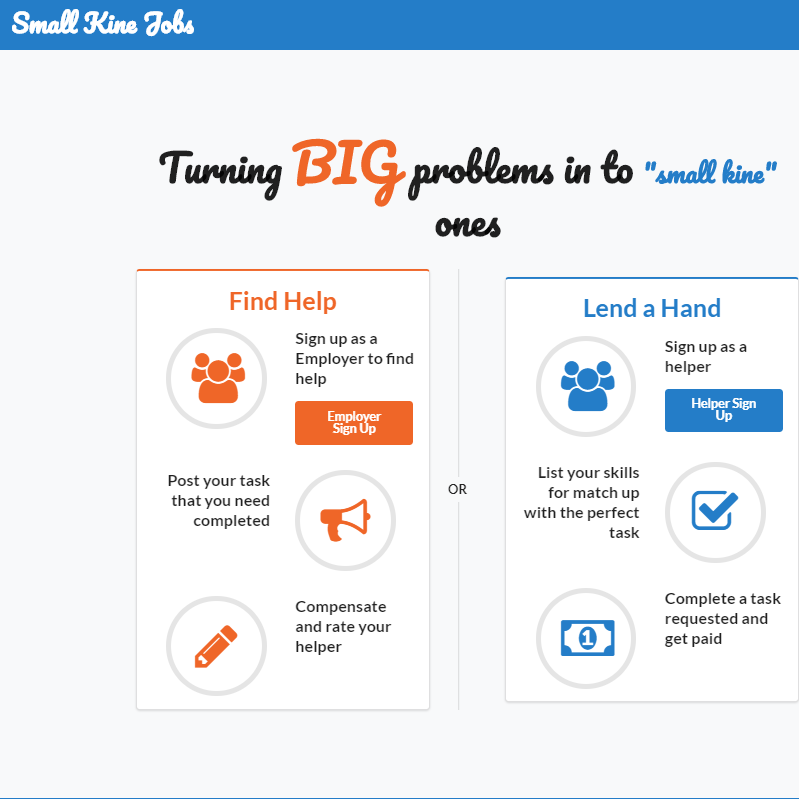 Small Kine Jobs
Turning BIG problems in to "small kine"
ones
Find Help
Sign up as a
Employer to find
help
Employer
Sign Up
Post your task
that you need
completed
Compensate
and rate your
helper
OR
Lend a Hand
Sign up as a
helper
Helper Sign
Up
List your skills
for match up
with the perfect
task
1
Complete a task
requested and
get paid